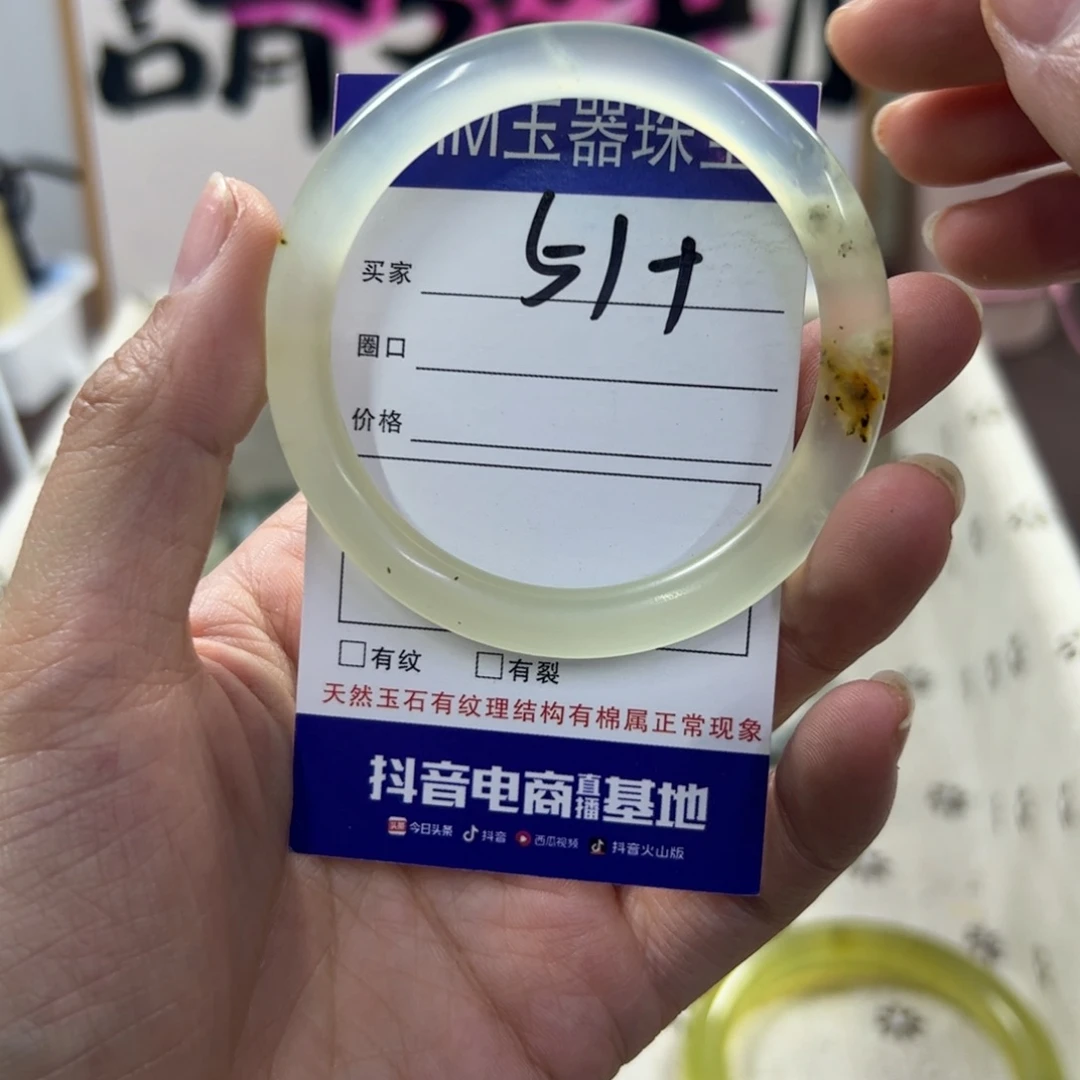 玉器珠
买家
圈口
价格
有纹 有裂
天然玉石有纹理结构有棉属正常现象
抖音电商直播基地
今日头条 抖音 西瓜视频 抖音火山版